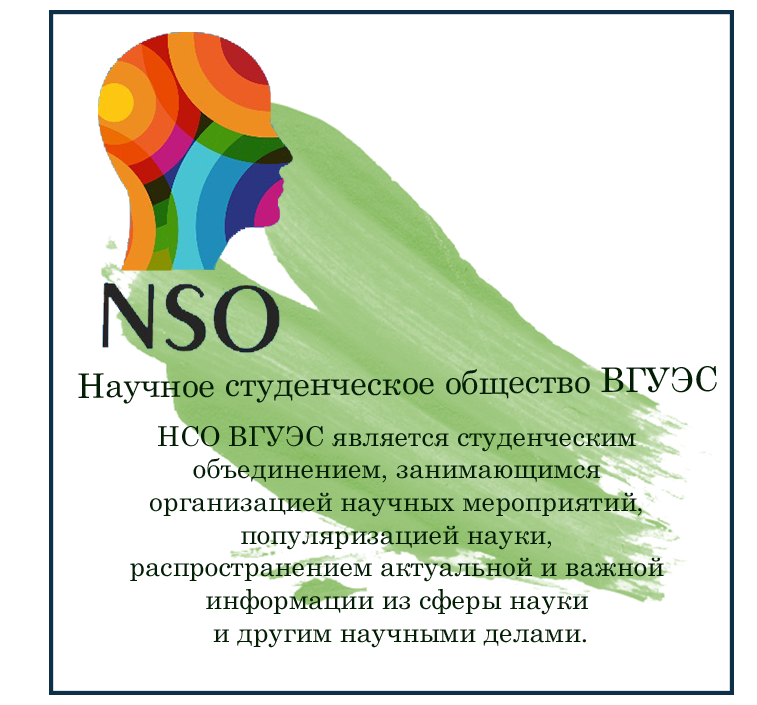 NSO
Научное студенческое общество ВГУЭС
НСО ВГУЭС является студенческим
объединением, занимающимся
организацией научных мероприятий,
популяризацией науки,
распространением актуальной и важной
информации из сферы науки
и другим научными делами.